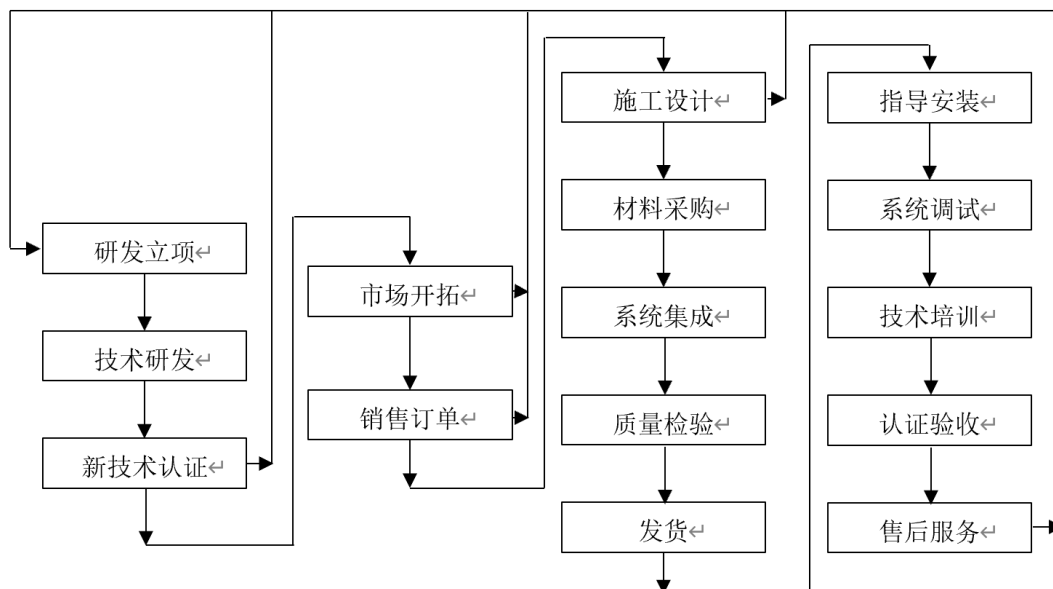 研发立项
技术研发
新技术认证
市场开拓
销售订单
施工设计
材料采购
系统集成
质量检验
发货
指导安装
系统调试
技术培训
认证验收
售后服务